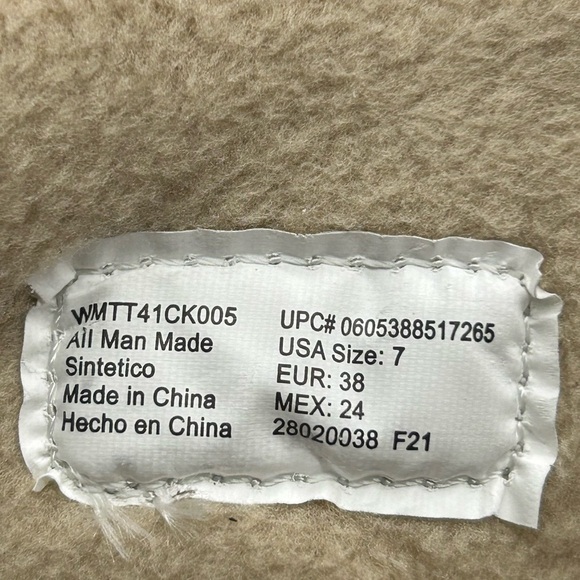 WMTT41CK005
All Man Made
Sintetico
Made in China
Hecho en China
UPC# 0605388517265
USA Size: 7
EUR: 38
MEX: 24
28020038 F21